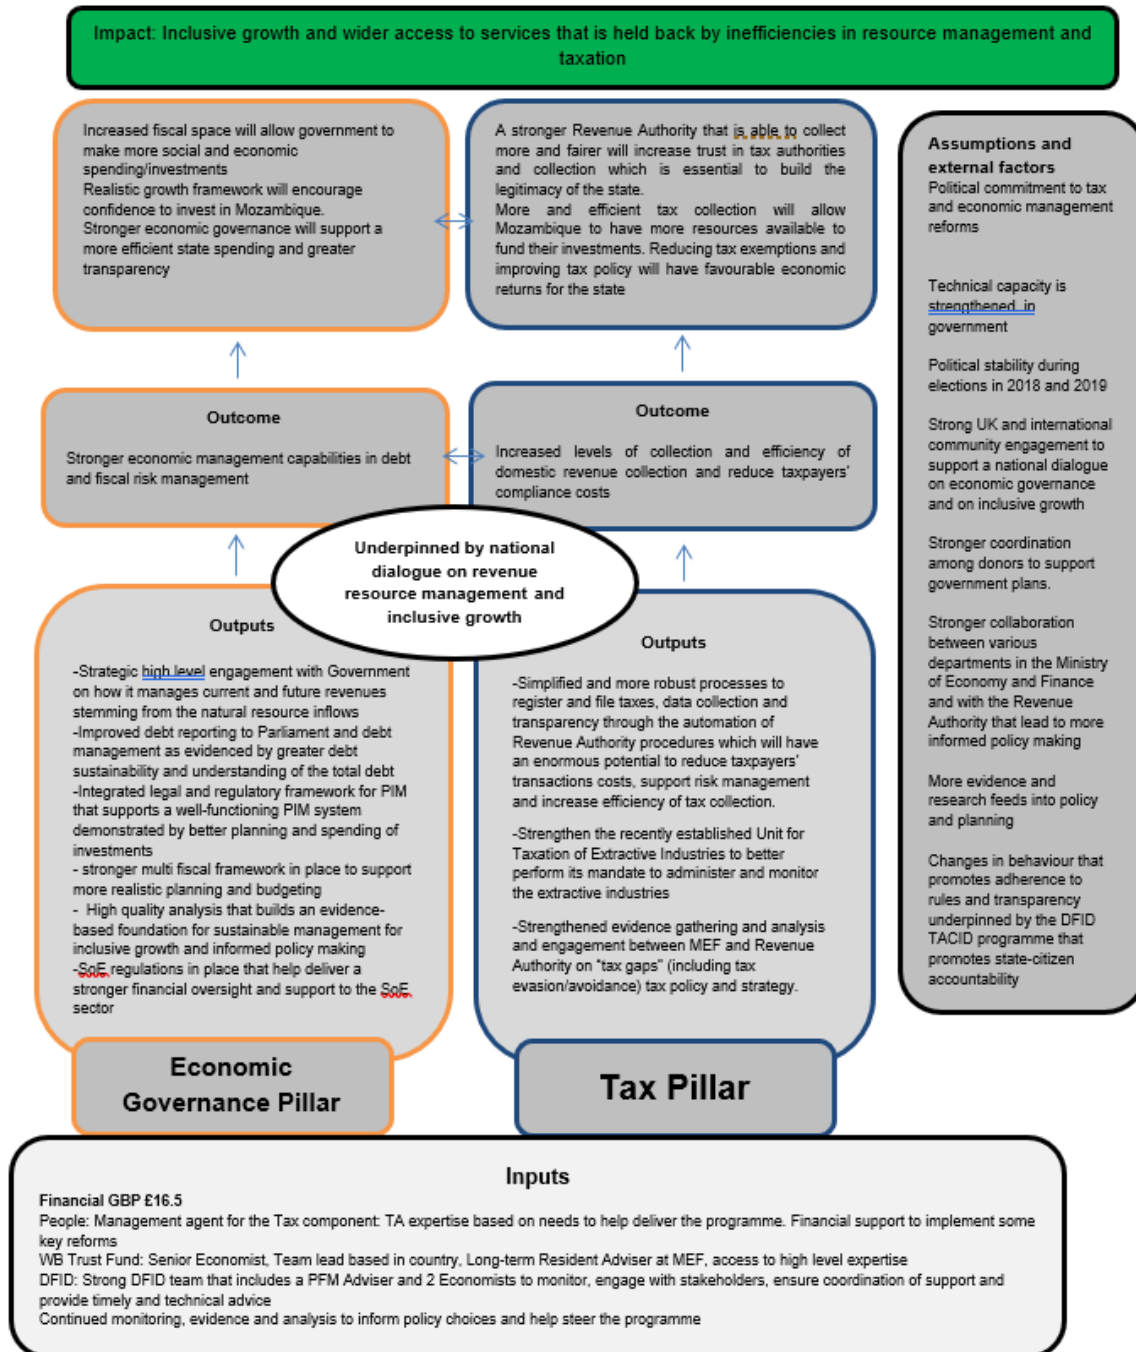 Impact: Inclusive growth and wider access to services that is held back by inefficiencies in resource management and
taxation
Increased fiscal space will allow government to
make more social and economic
spending/investments
Realistic growth framework will encourage
confidence to invest in Mozambique.
Stronger economic governance will support a
more efficient state spending and greater
transparency
A stronger Revenue Authority that is able to collect
more and fairer will increase trust in tax authorities
and collection which is essential to build the
legitimacy of the state.
More and efficient tax collection will allow
Mozambique to have more resources available to
fund their investments. Reducing tax exemptions and
improving tax policy will have favourable economic
returns for the state
Outcome
Stronger economic management capabilities in debt
and fiscal risk management
Outcome
Increased levels of collection and efficiency of
domestic revenue collection and reduce taxpayers'
compliance costs
Underpinned by national
dialogue on revenue
resource management and
inclusive growth
Outputs
-Strategic high level engagement with Government
on how it manages current and future revenues
stemming from the natural resource inflows
-Improved debt reporting to Parliament and debt
management as evidenced by greater debt
sustainability and understanding of the total debt
-Integrated legal and regulatory framework for PIM
that supports a well-functioning PIM system
demonstrated by better planning and spending of
investments
- stronger multi fiscal framework in place to support
more realistic planning and budgeting
- High quality analysis that builds an evidence-
based foundation for sustainable management for
inclusive growth and informed policy making
-SoE regulations in place that help deliver a
stronger financial oversight and support to the SoE
sector
Outputs
-Simplified and more robust processes to
register and file taxes, data collection and
transparency through the automation of
Revenue Authority procedures which will have
an enormous potential to reduce taxpayers'
transactions costs, support risk management
and increase efficiency of tax collection.
-Strengthen the recently established Unit for
Taxation of Extractive Industries to better
perform its mandate to administer and monitor
the extractive industries
-Strengthened evidence gathering and analysis
and engagement between MEF and Revenue
Authority on "tax gaps" (including tax
evasion/avoidance) tax policy and strategy.
Economic
Governance Pillar
Tax Pillar
Assumptions and
external factors
Political commitment to tax
and economic management
reforms
Technical capacity is
strengthened in
government
Political stability during
elections in 2018 and 2019
Strong UK and international
community engagement to
support a national dialogue
on economic governance
and on inclusive growth
Stronger coordination
among donors to support
government plans.
Stronger collaboration
between various
departments in the Ministry
of Economy and Finance
and with the Revenue
Authority that lead to more
informed policy making
More evidence and
research feeds into policy
and planning
Changes in behaviour that
promotes adherence to
rules and transparency
underpinned by the DFID
TACID programme that
promotes state-citizen
accountability
Inputs
Financial GBP £16.5
People: Management agent for the Tax component: TA expertise based on needs to help deliver the programme. Financial support to implement some
key reforms
WB Trust Fund: Senior Economist, Team lead based in country, Long-term Resident Adviser at MEF, access to high level expertise
DFID: Strong DFID team that includes a PFM Adviser and 2 Economists to monitor, engage with stakeholders, ensure coordination of support and
provide timely and technical advice
Continued monitoring, evidence and analysis to inform policy choices and help steer the programme